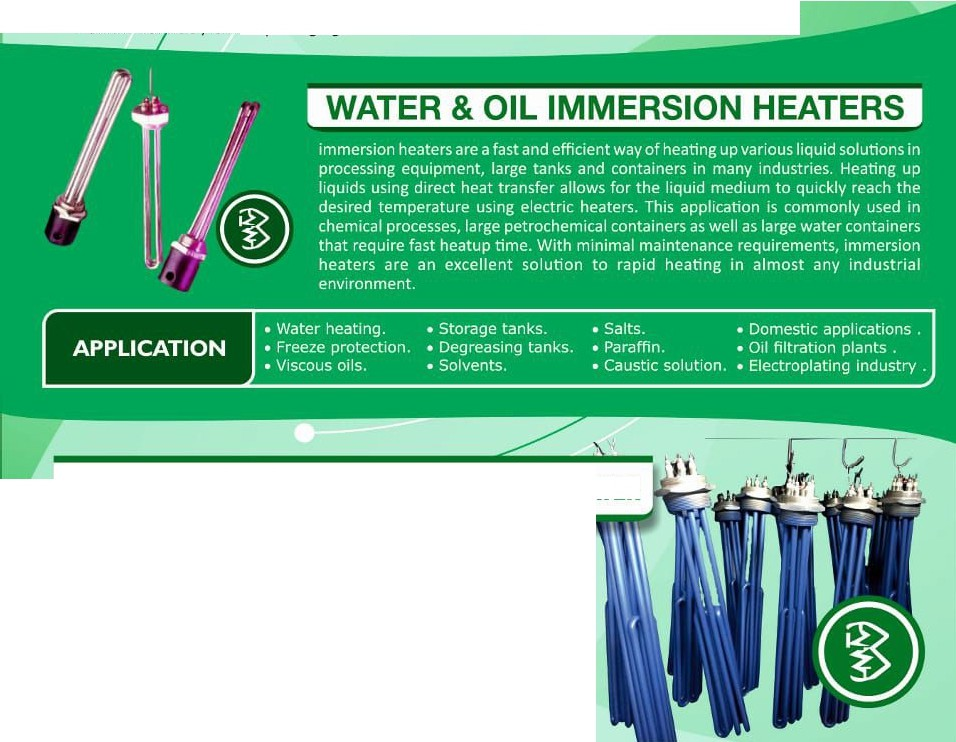 WATER & OIL IMMERSION HEATERS
immersion heaters are a fast and efficient way of heating up various liquid solutions in
processing equipment, large tanks and containers in many industries. Heating up
liquids using direct heat transfer allows for the liquid medium to quickly reach the
desired temperature using electric heaters. This application is commonly used in
chemical processes, large petrochemical containers as well as large water containers
that require fast heatup time. With minimal maintenance requirements, immersion
heaters are an excellent solution to rapid heating in almost any industrial
environment.
APPLICATION
• Water heating.
• Freeze protection.
• Viscous oils.
• Storage tanks.
• Degreasing tanks.
• Solvents.
• Salts.
• Paraffin.
• Caustic solution.
• Domestic applications .
• Oil filtration plants .
• Electroplating industry .